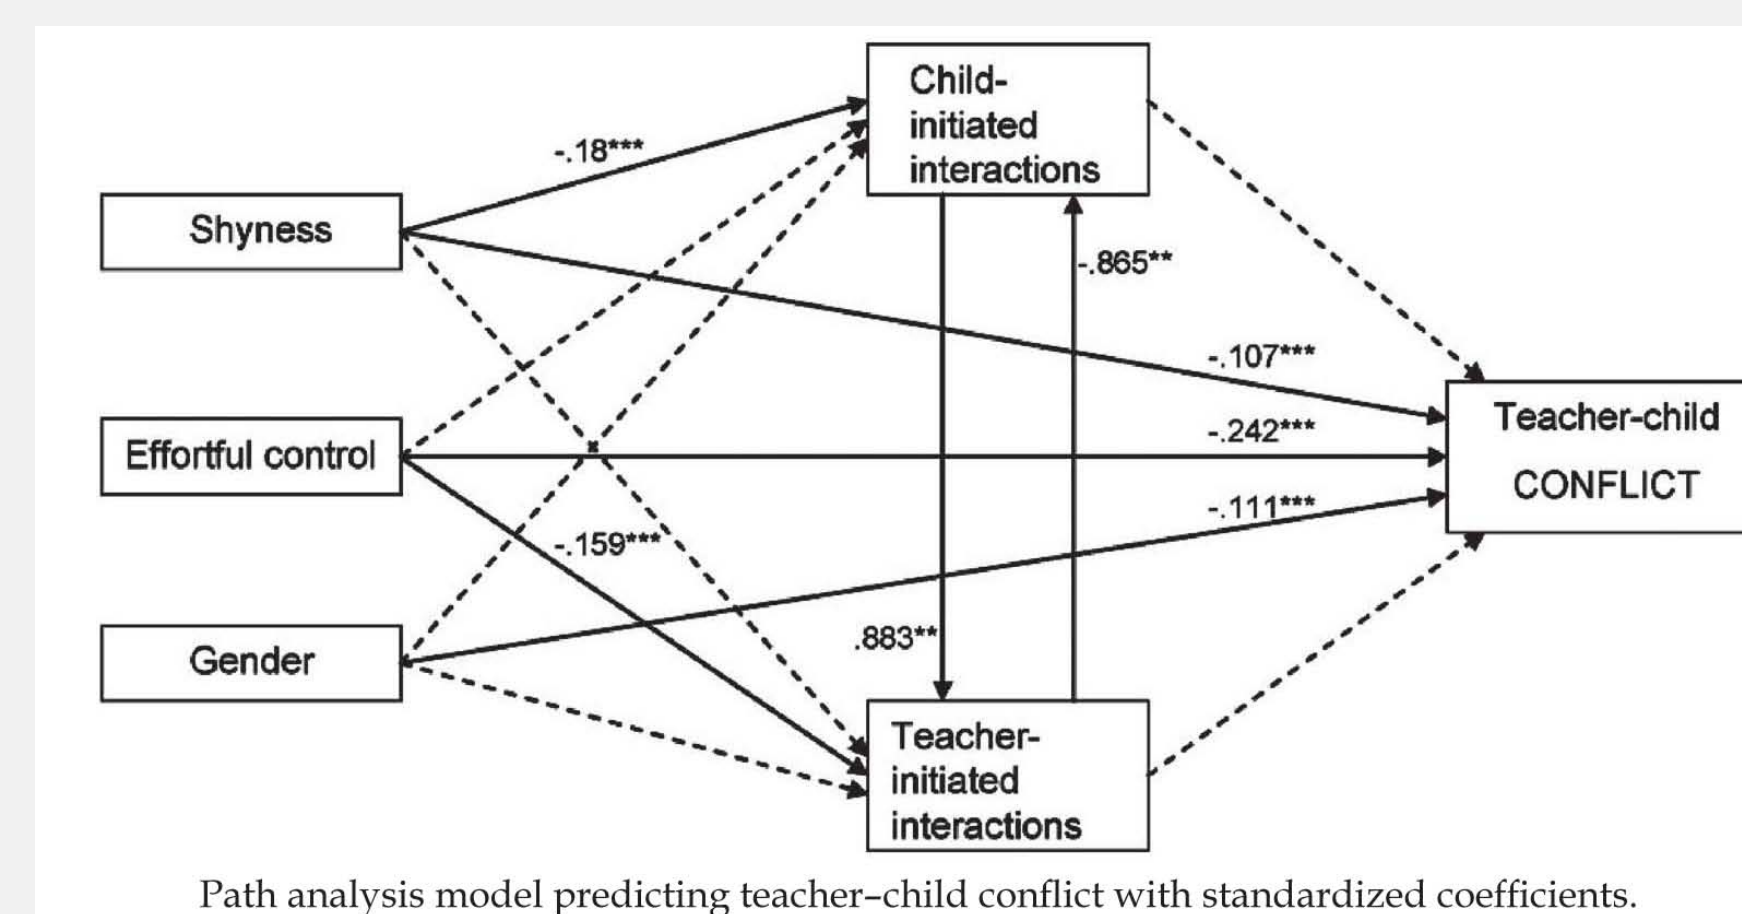 Child-
initiated
interactions
-.18***
Shyness
-.865**
-.107***
Teacher-child
CONFLICT
-.242***
Effortful control
-.111***
-.159***
.883**
Gender
Teacher-
initiated
interactions
Path analysis model predicting teacher–child conflict with standardized coefficients.